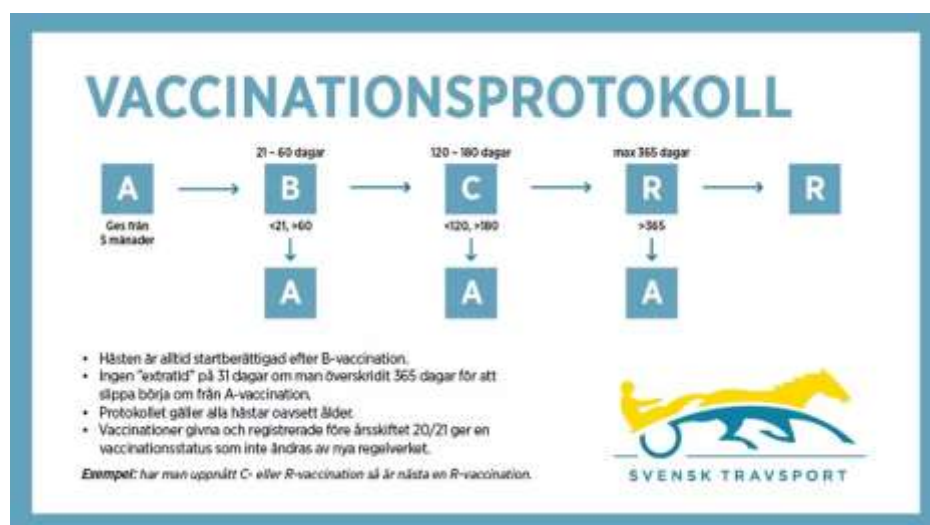 VACCINATIONSPROTOKOLL
21 – 60 dagar
120 – 180 dagar
max 365 dagar
A
B
C
R
R
Ges från
5 månader
<21, >60
<120, >180
>365
A
A
A
• Hästen är alltid startberättigad efter B-vaccination.
• Ingen "extratid" på 31 dagar om man överskridit 365 dagar för att
slippa börja om från A-vaccination.
• Protokollet gäller alla hästar oavsett ålder.
• Vaccinationer givna och registrerade före årsskiftet 20/21 ger en
vaccinationsstatus som inte ändras av nya regelverket.
Exempel: har man uppnått C- eller R-vaccination så är nästa en R-vaccination.
SVENSK TRAVSPORT